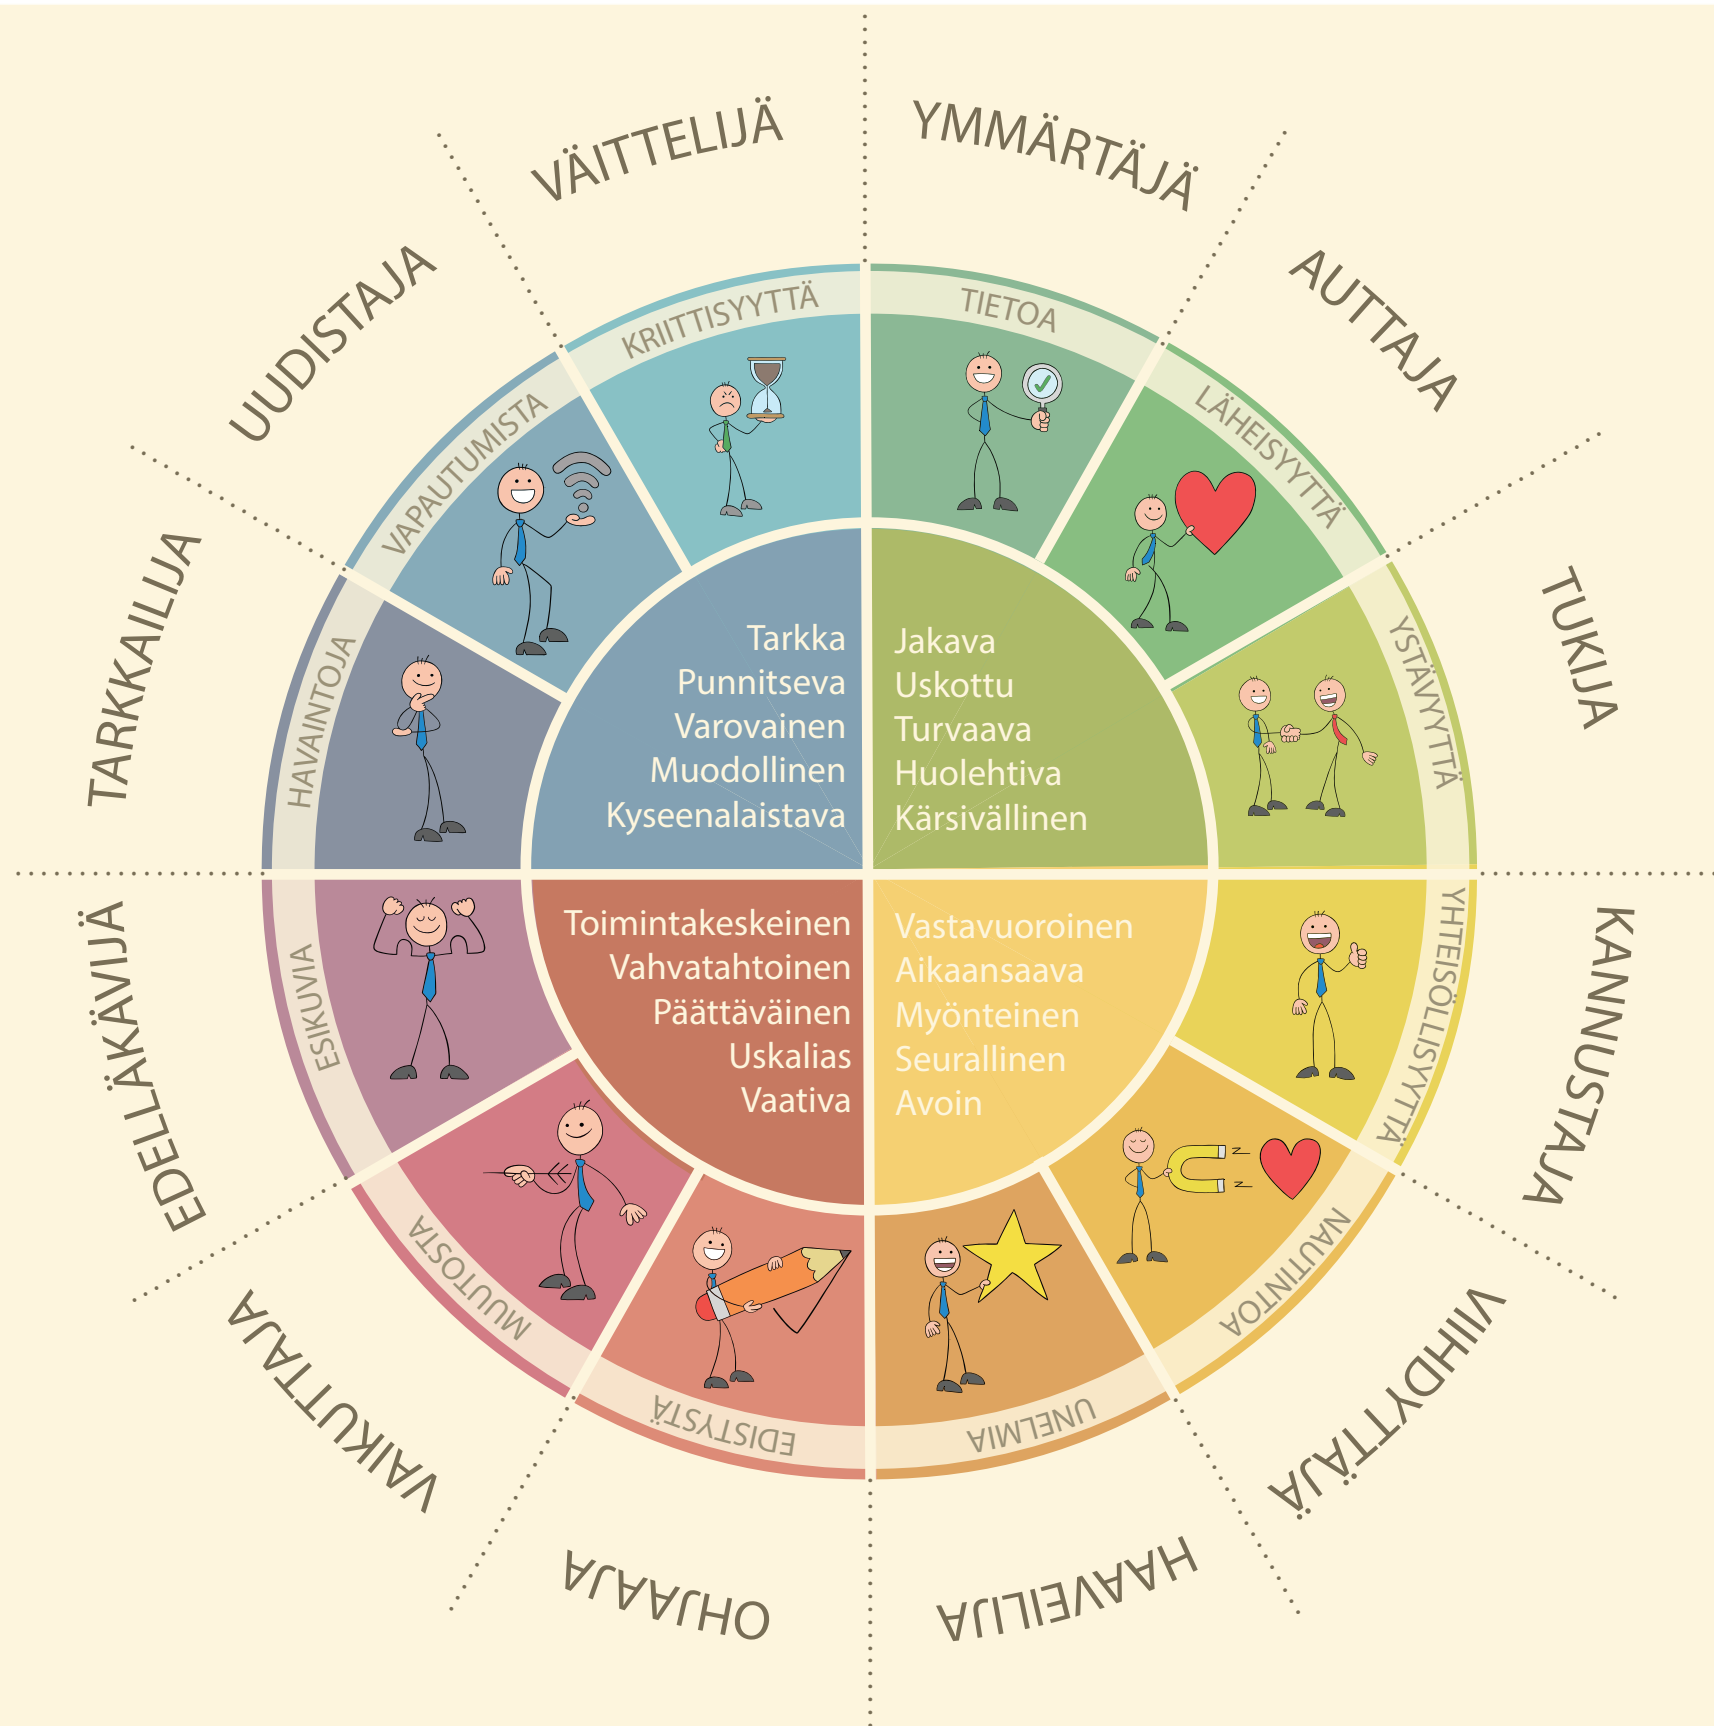 YMMÄRTÄJÄ
AUTTAJA
TUKIJA
KANNUSTAJA
VIIHDYTTÄJÄ
HAAVEILIJA
OHJAAJA
VAIKUTTAJA
EDELLÄKÄVIJÄ
TARKKAILIJA
UUDISTAJA
VÄITTELIJÄ
TIETOA
LÄHEISYYTTÄ
YSTÄVYYTTÄ
YHTEISÖLLISYYTTÄ
NAUTINTOA
UNELMIA
EDISTYSTÄ
MUUTOSTA
ESIKUVIA
HAVAINTOJA
VAPAUTUMISTA
KRIITTISYYTTÄ
Tarkka
Punnitseva
Varovainen
Muodollinen
Kyseenalaistava
Jakava
Uskottu
Turvaava
Huolehtiva
Kärsivällinen
Toimintakeskeinen
Vahvatahtoinen
Päättäväinen
Uskalias
Vaativa
Vastavuoroinen
Aikaansaava
Myönteinen
Seurallinen
Avoin